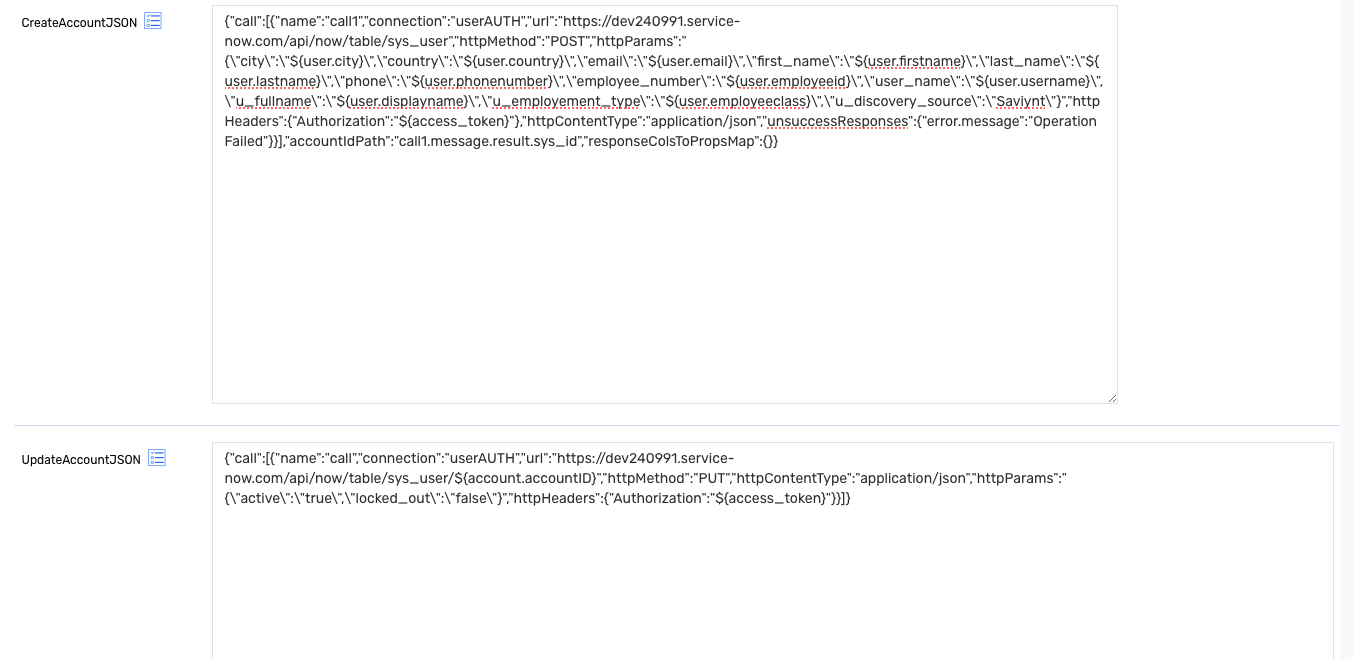 CreateAccountJSON
{"call":[{"name":"call1","connection":"userAUTH","url":"https://dev240991.service-
now.com/api/now/table/sys_user","httpMethod":"POST","httpParams":"
{\"city\":\"${user.city}\",\"country\":\"${user.country}\",\"email\":\"${user.email}\",\"first_name\":\"${user.firstname}\",\"last_name\":\"${
user.lastname}\",\"phone\":\"${user.phonenumber}\",\"employee_number\":\"${user.employeeid}\",\"user_name\":\"${user.username}\",
\"u_fullname\":\"${user.displayname}\",\"u_employement_type\":\"${user.employeeclass}\",\"u_discovery_source\":\"Saviynt\"}","http
Headers":{"Authorization":"${access_token}"},"httpContentType":"application/json","unsuccessResponses":{"error.message":"Operation
Failed"}}],"accountIdPath":"call1.message.result.sys_id","responseColsToPropsMap":{}}
UpdateAccountJSON
{"call":[{"name":"call","connection":"userAUTH","url":"https://dev240991.service-
now.com/api/now/table/sys_user/${account.accountID}","httpMethod":"PUT","httpContentType":"application/json","httpParams":"
{\"active\":\"true\",\"locked_out\":\"false\"}","httpHeaders":{"Authorization":"${access_token}"}}]}